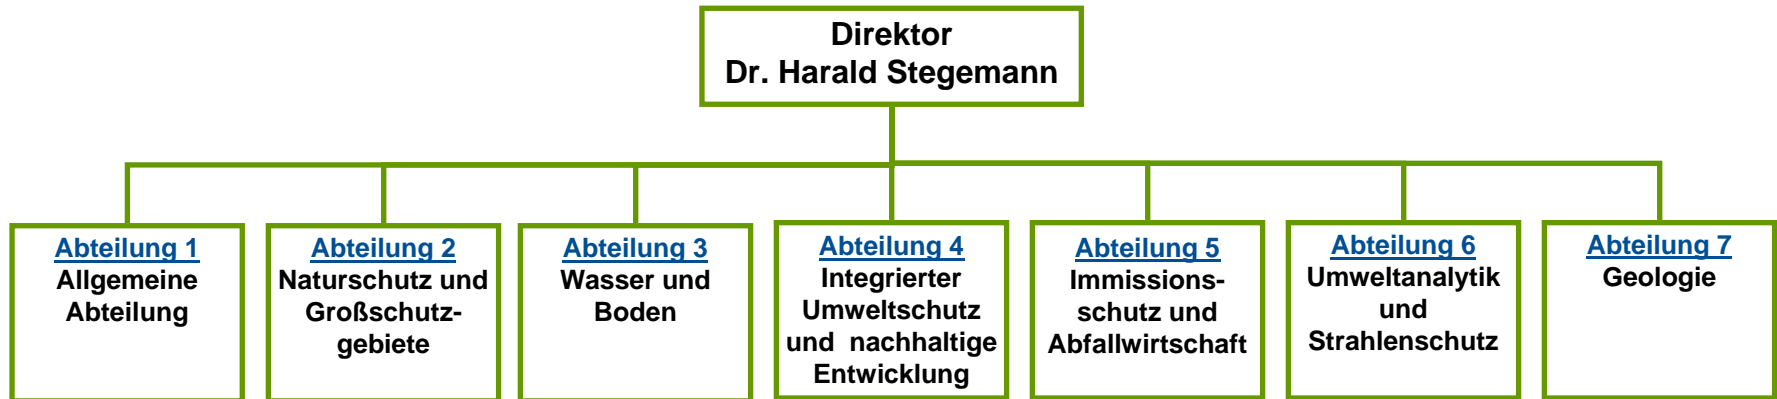 Direktor
Dr. Harald Stegemann
Abteilung 1
Allgemeine
Abteilung
Abteilung 2
Naturschutz und
Großschutz-
gebiete
Abteilung 3
Wasser und
Boden
Abteilung 4
Integrierter
Umweltschutz
und nachhaltige
Entwicklung
Abteilung 5
Immissions-
schutz und
Abfallwirtschaft
Abteilung 6
Umweltanalytik
und
Strahlenschutz
Abteilung 7
Geologie